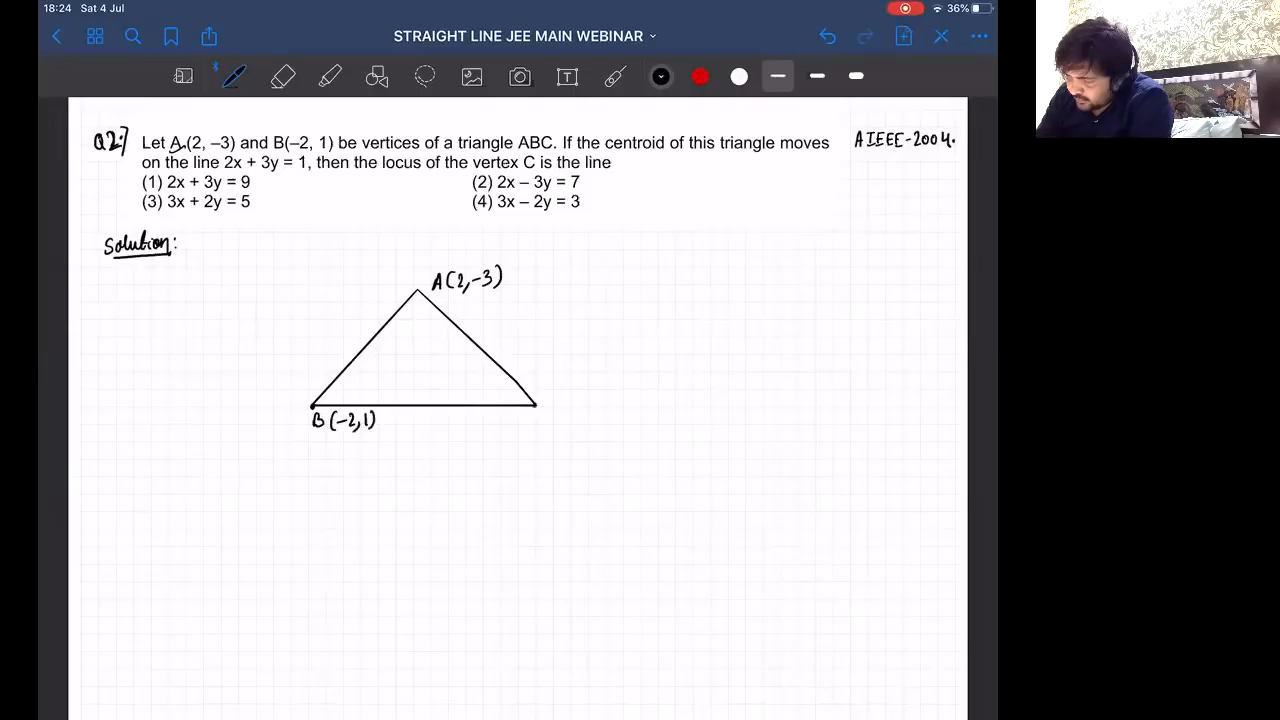 18:24 Sat 4 Jul
36%
STRAIGHT LINE JEE MAIN WEBINAR
T
Q2:7 Let A (2, –3) and B(–2, 1) be vertices of a triangle ABC. If the centroid of this triangle moves AIEEE-2004.
on the line 2x + 3y = 1, then the locus of the vertex C is the line
(1) 2x + 3y = 9 (2) 2x – 3y = 7
(3) 3x + 2y = 5 (4) 3x – 2y = 3
Solution:
A(2,-3)
B(-2,1)